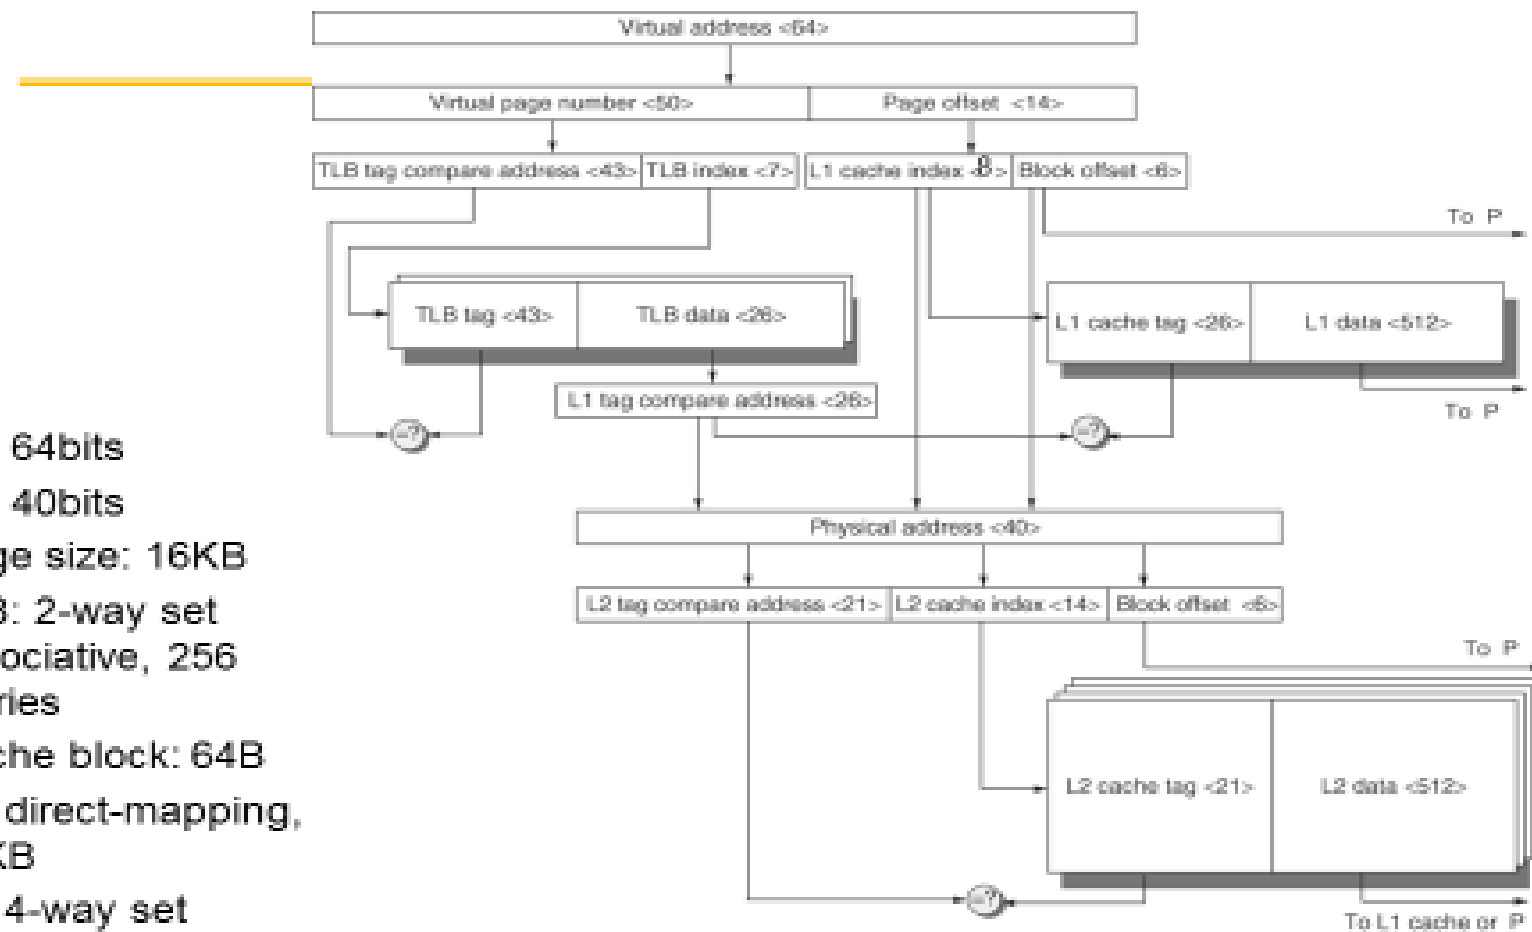 Virtual address <64>
Virtual page number <50> Page offset <14>
TLB tag compare address <43> TLB index <7> L1 cache index <8> Block offset <6>
To P
TLB tag <43> TLB data <26> L1 cache tag <26> L1 data <512>
L1 tag compare address <26>
To P
=? =?
64bits
40bits
Physical address <40>
ge size: 16KB
B: 2-way set
ociative, 256
ries
L2 tag compare address <21> L2 cache index <14> Block offset <6>
To P
che block: 64B
direct-mapping,
KB
L2 cache tag <21> L2 data <512>
4-way set
=?
To L1 cache or P